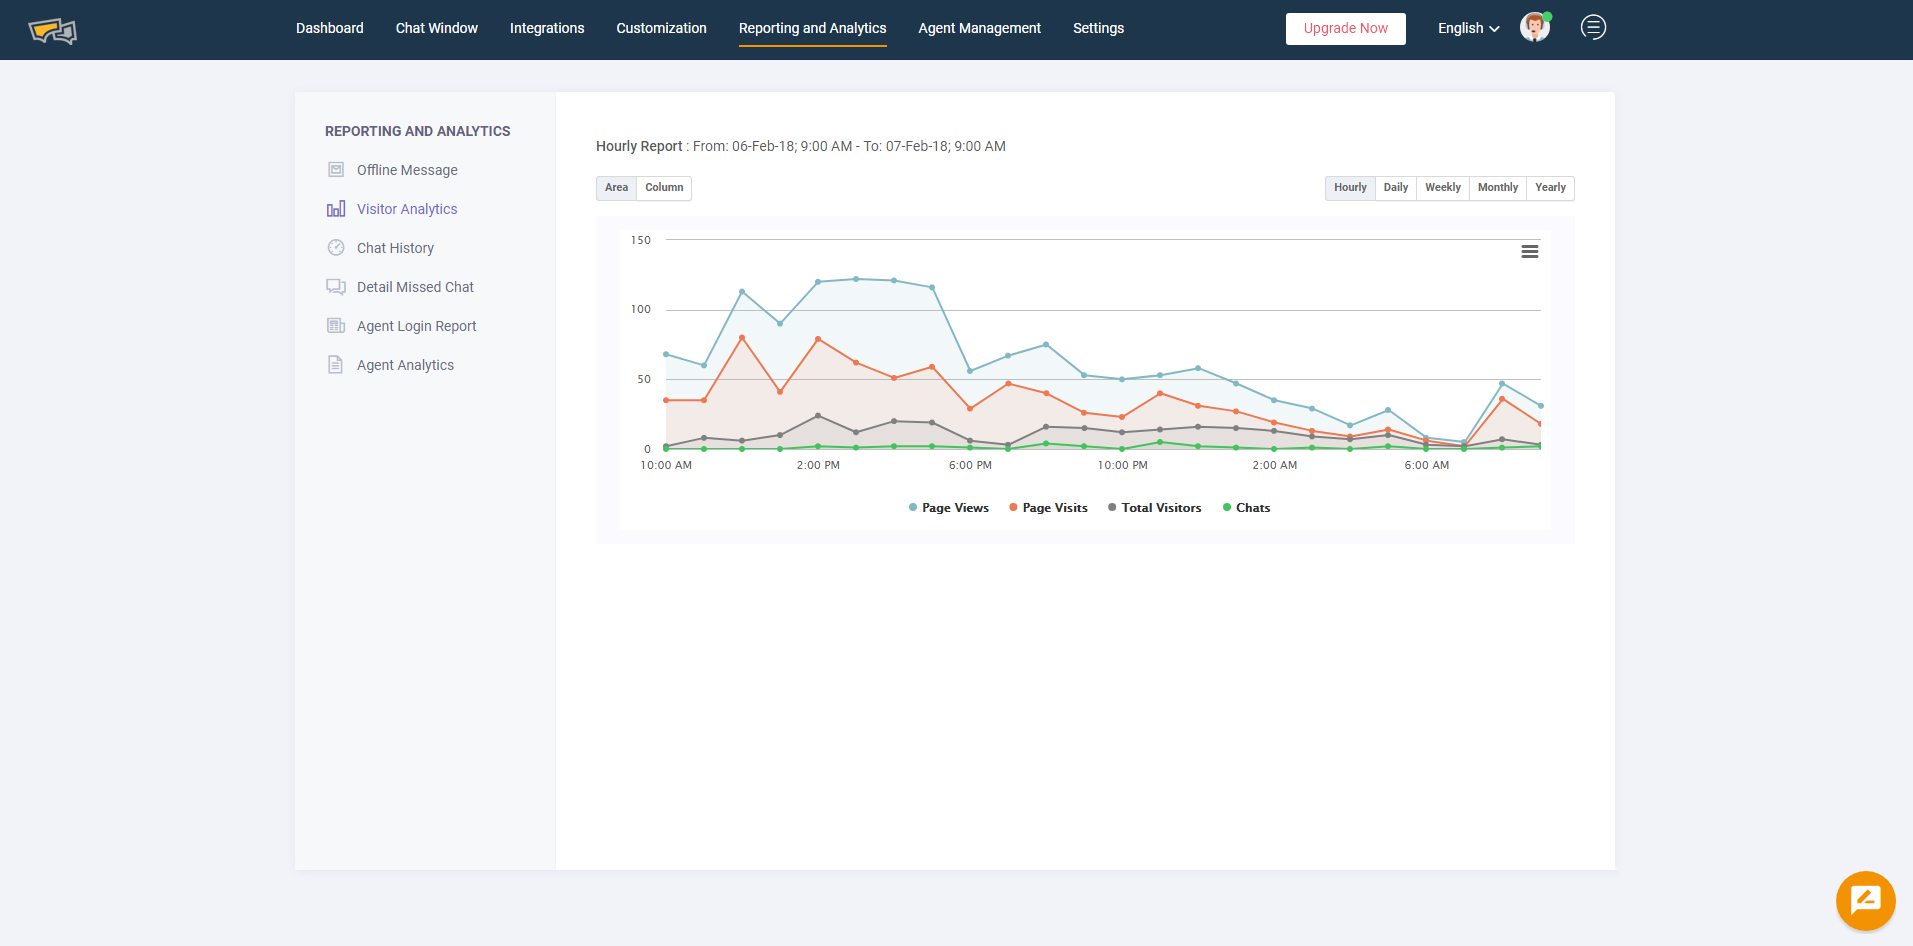 Dashboard Chat Window Integrations Customization Reporting and Analytics Agent Management Settings Upgrade Now English
REPORTING AND ANALYTICS
Offline Message
Visitor Analytics
Chat History
Detail Missed Chat
Agent Login Report
Agent Analytics
Hourly Report : From: 06-Feb-18; 9:00 AM - To: 07-Feb-18; 9:00 AM
Area Column Hourly Daily Weekly Monthly Yearly
150
100
50
0
10:00 AM 2:00 PM 6:00 PM 10:00 PM 2:00 AM 6:00 AM
Page Views Page Visits Total Visitors Chats